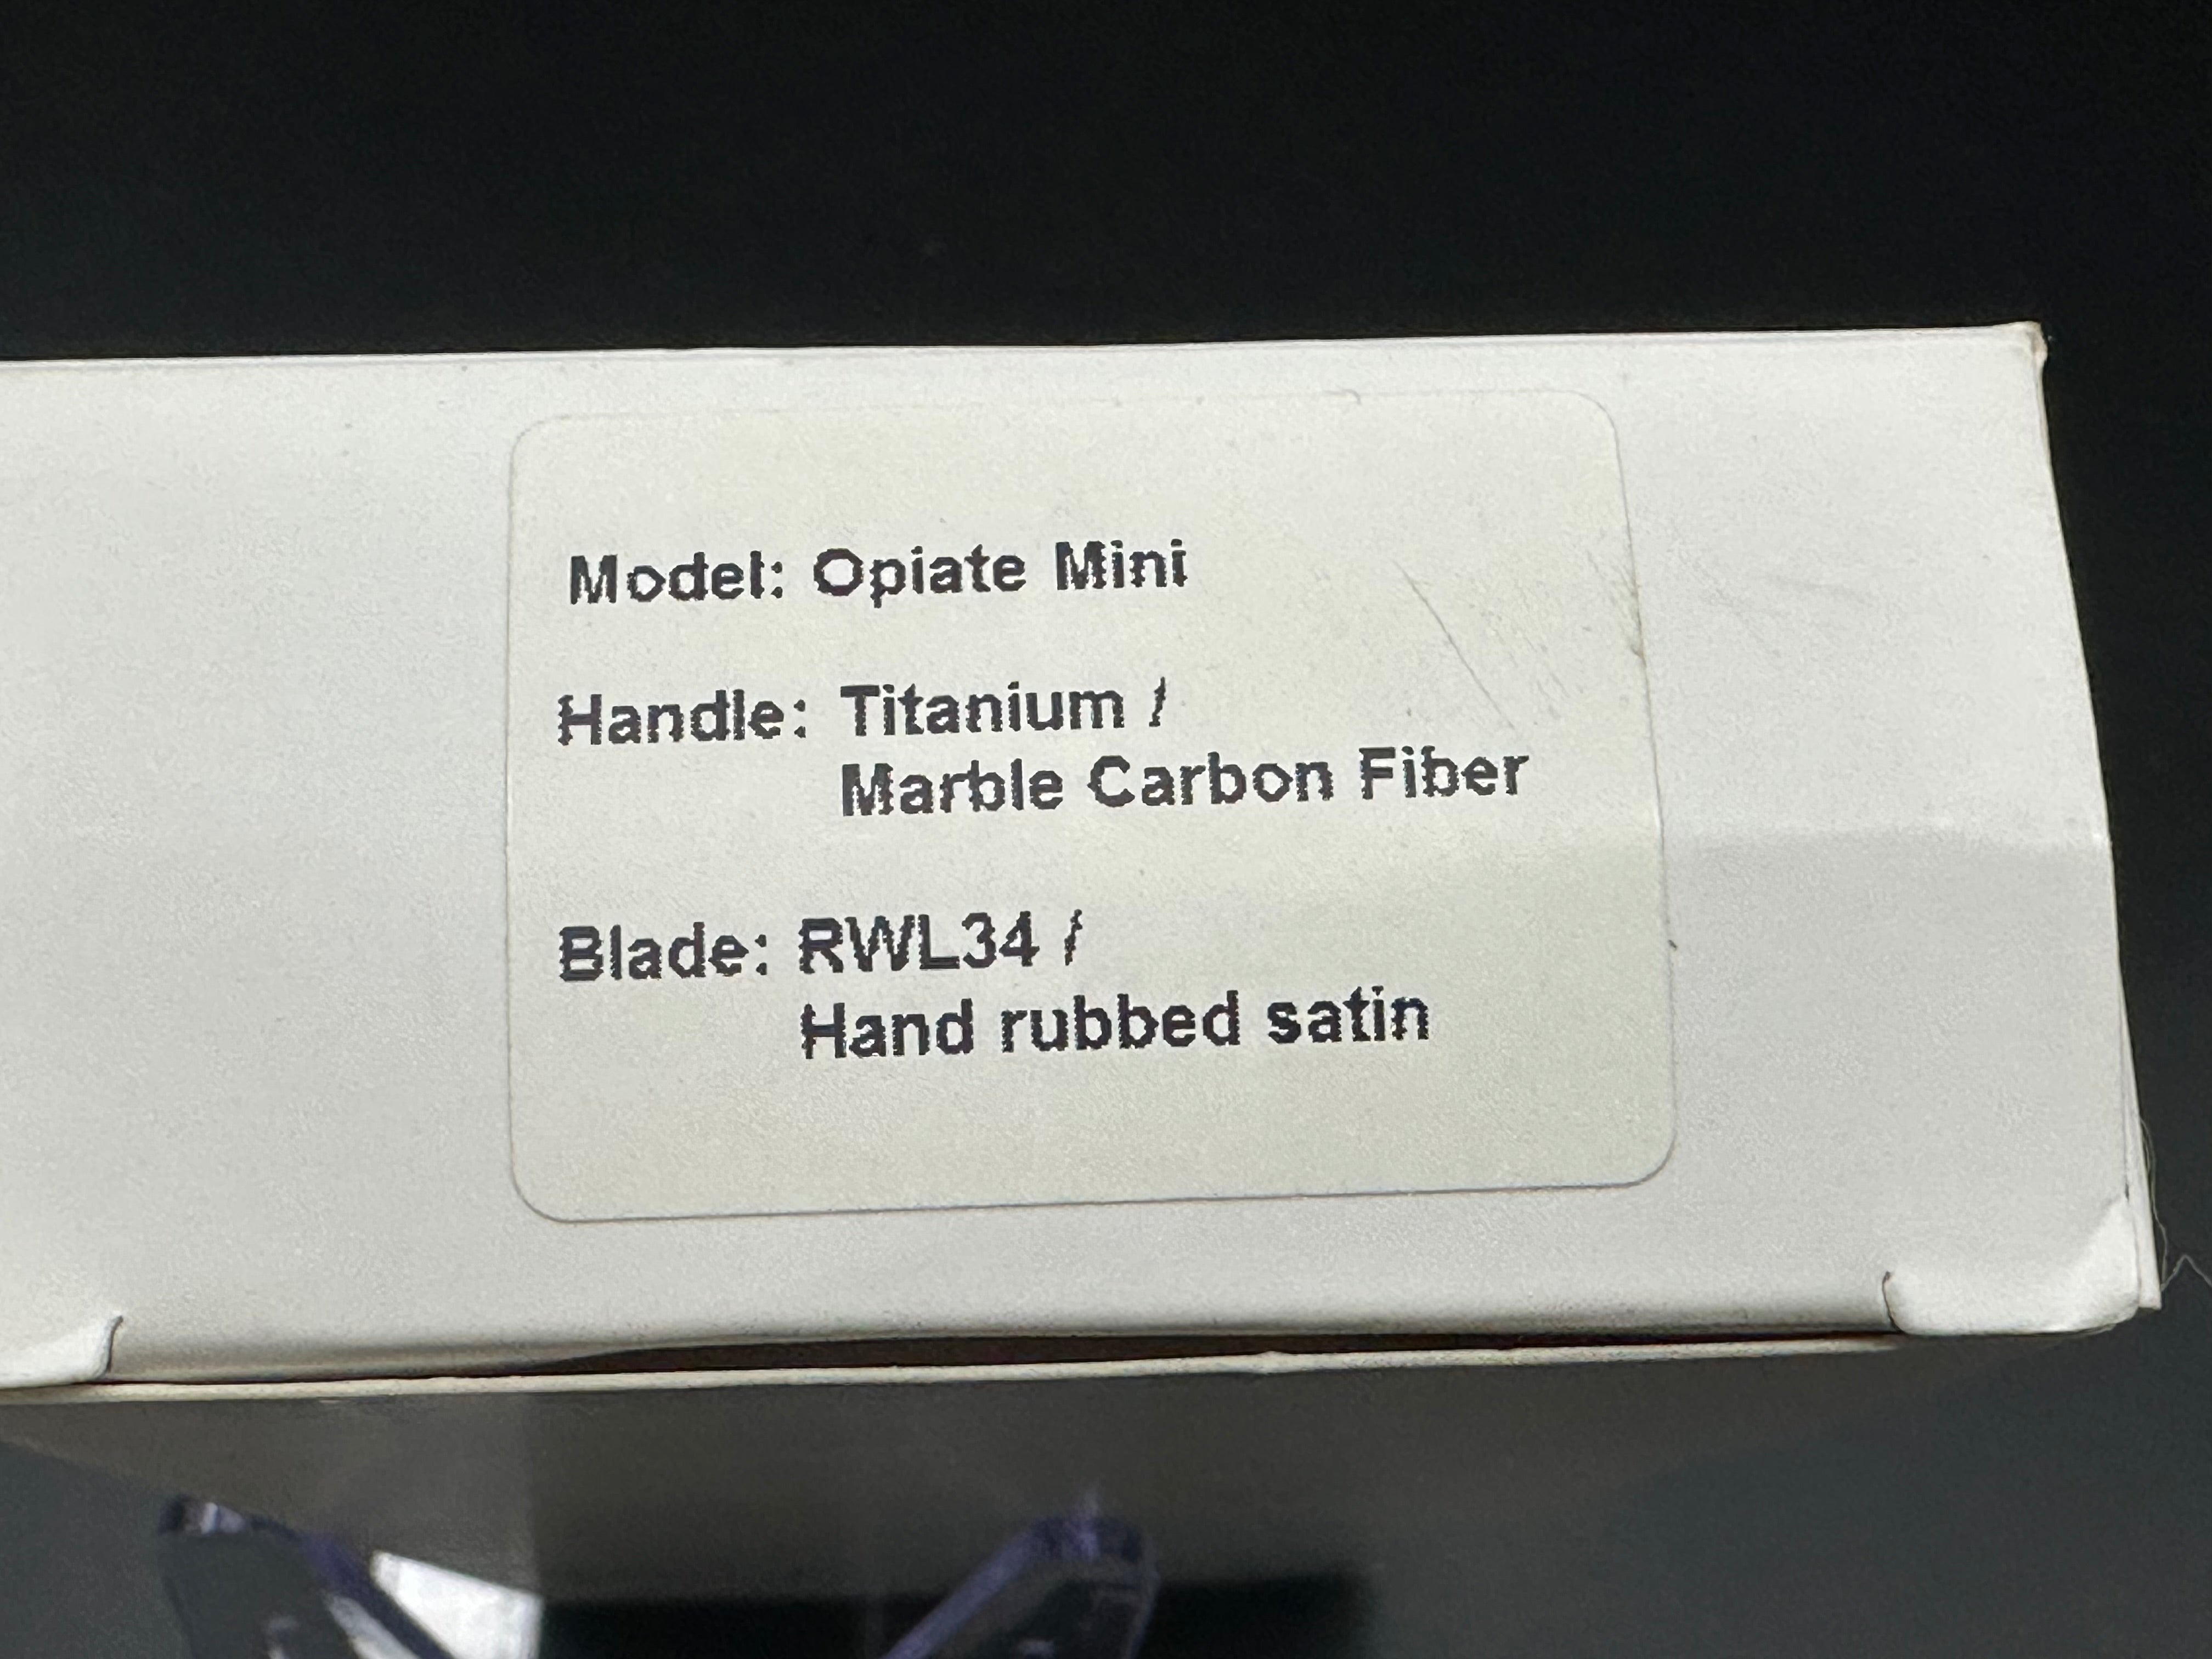 Model: Opiate Mini
Handle: Titanium /
Marble Carbon Fiber
Blade: RWL34 /
Hand rubbed satin